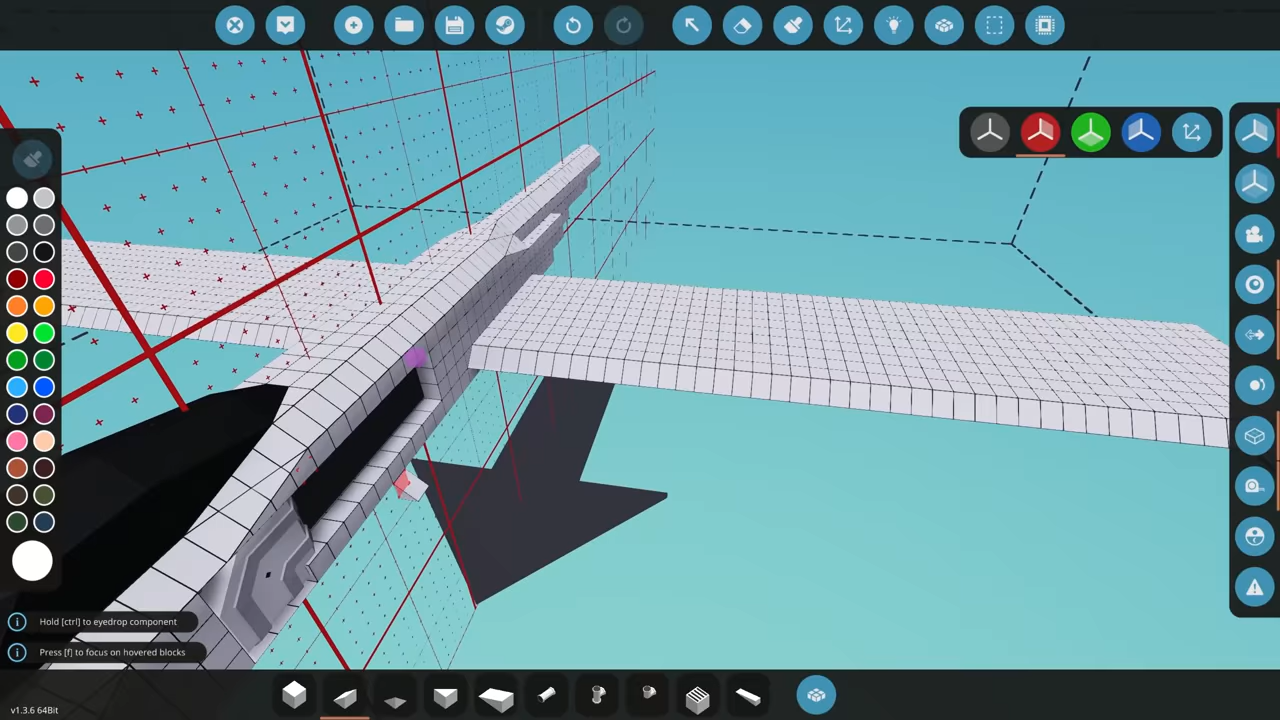 Hold [ctrl] to eyedrop component
Press [f] to focus on hovered blocks
v1.3.6 64Bit